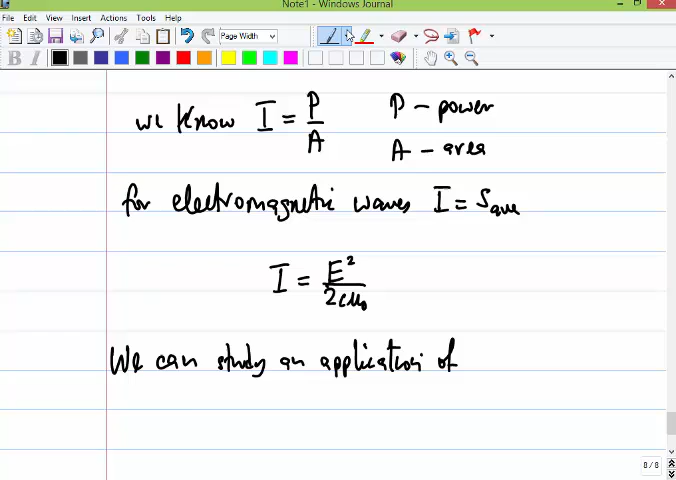 Note1 - Windows Journal
File Edit View Insert Actions Tools Help
Page Width
B I
we know I = P/A P - power
A - area
for electromagnetic waves I = Save
I = E²/2cμ₀
We can study an application of
8 / 8